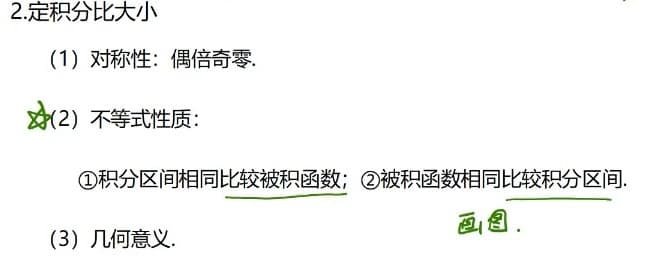 2.定积分比大小
（1）对称性：偶倍奇零.
（2）不等式性质：
①积分区间相同比较被积函数；②被积函数相同比较积分区间.
画图.
（3）几何意义.